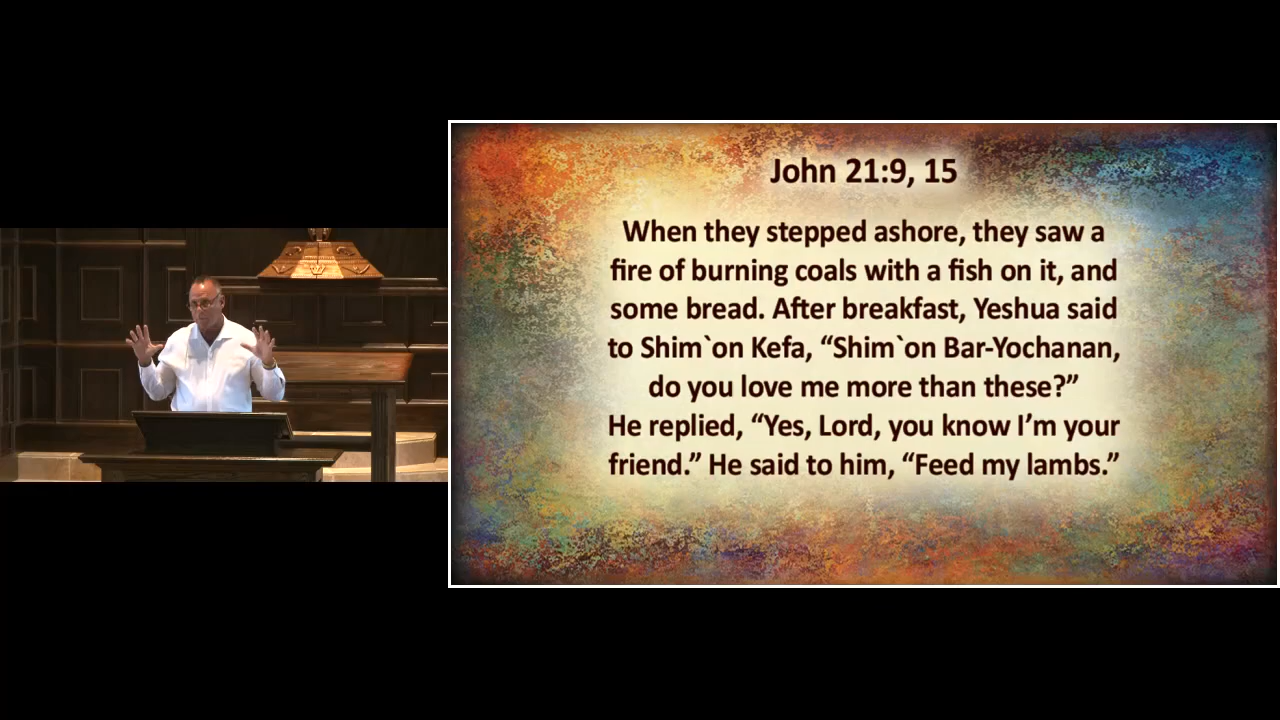 John 21:9, 15
When they stepped ashore, they saw a
fire of burning coals with a fish on it, and
some bread. After breakfast, Yeshua said
to Shim`on Kefa, “Shim`on Bar-Yochanan,
do you love me more than these?”
He replied, “Yes, Lord, you know I’m your
friend.” He said to him, “Feed my lambs.”